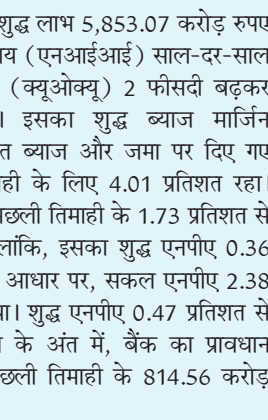 शुद्ध लाभ 5,853.07 करोड़ रुपए
य (एनआईआई) साल-दर-साल
(क्यूओक्यू) 2 फीसदी बढ़कर
। इसका शुद्ध ब्याज मार्जिन
त ब्याज और जमा पर दिए गए
ही के लिए 4.01 प्रतिशत रहा।
पछली तिमाही के 1.73 प्रतिशत से
लांकि, इसका शुद्ध एनपीए 0.36
आधार पर, सकल एनपीए 2.38
या। शुद्ध एनपीए 0.47 प्रतिशत से
के अंत में, बैंक का प्रावधान
छली तिमाही के 814.56 करोड़